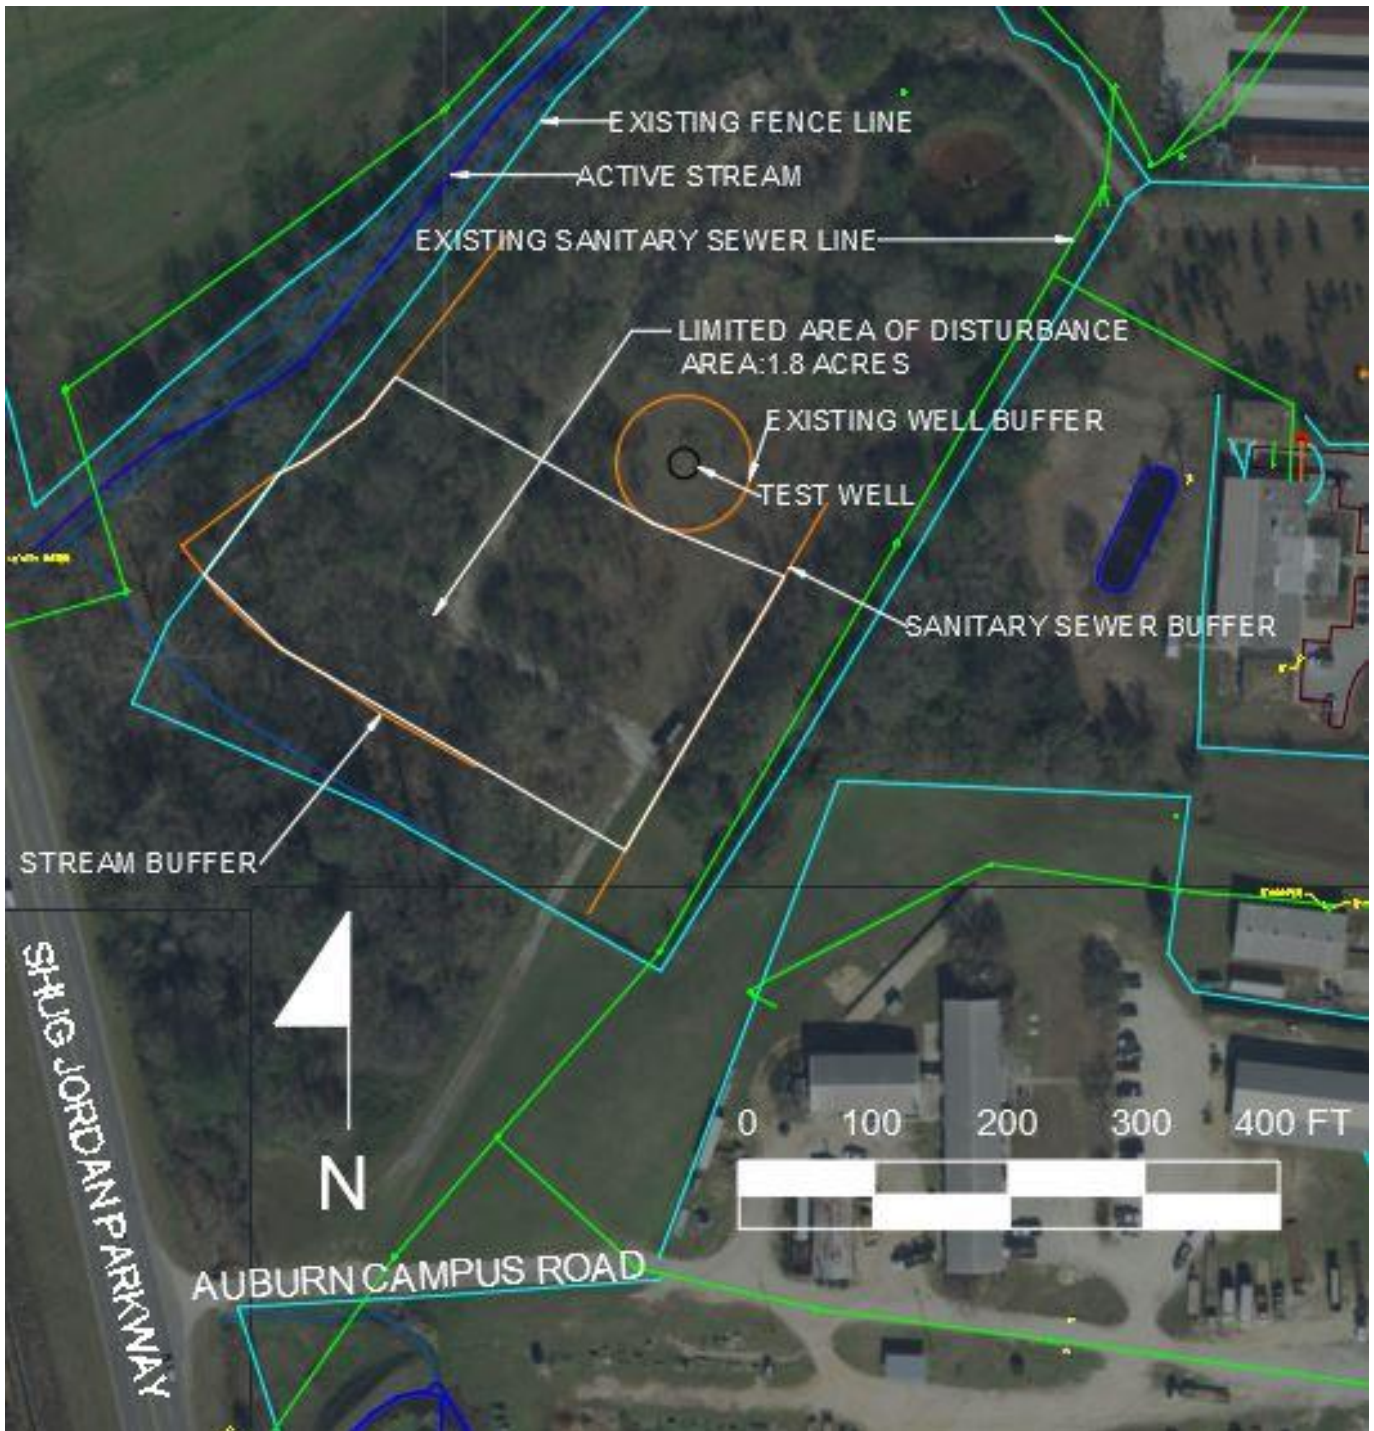 EXISTING FENCE LINE
ACTIVE STREAM
EXISTING SANITARY SEWER LINE
LIMITED AREA OF DISTURBANCE
AREA:1.8 ACRES
EXISTING WELL BUFFER
TEST WELL
SANITARY SEWER BUFFER
STREAM BUFFER
SHUG JORDAN PARKWAY
N
0 100 200 300 400 FT
AUBURN CAMPUS ROAD